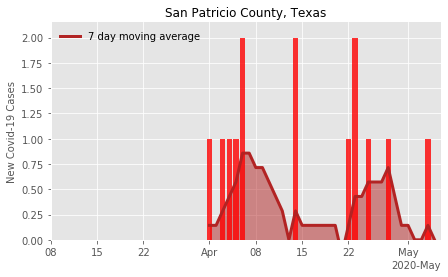 San Patricio County, Texas
7 day moving average
New Covid-19 Cases
2.00
1.75
1.50
1.25
1.00
0.75
0.50
0.25
0.00
08 15 22 Apr 08 15 22 May
2020-May